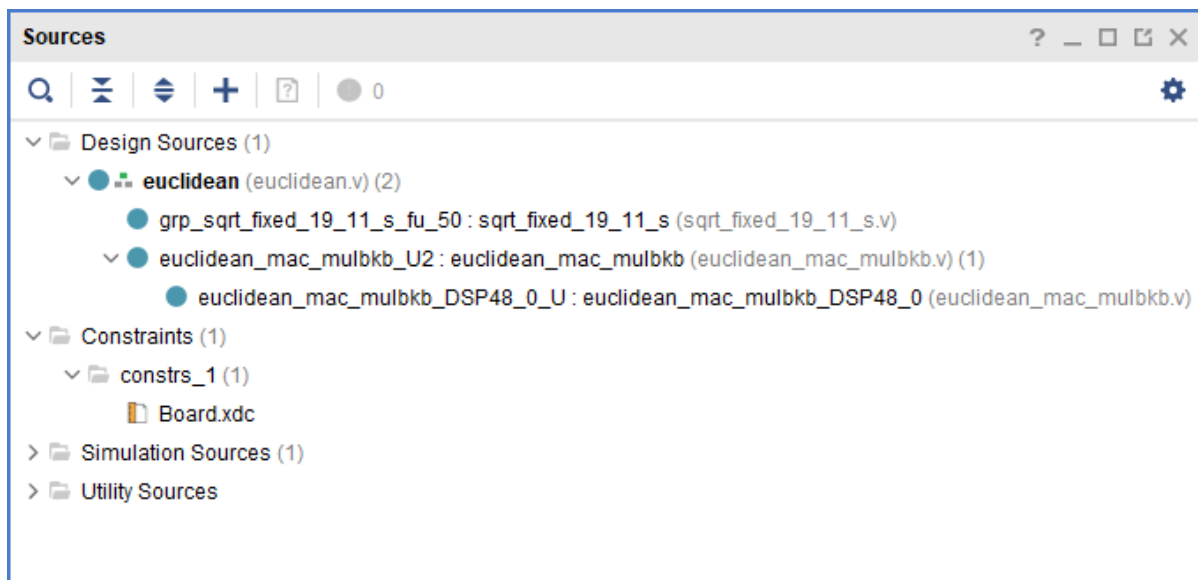 Sources
0
Design Sources (1)
euclidean (euclidean.v) (2)
grp_sqrt_fixed_19_11_s_fu_50 : sqrt_fixed_19_11_s (sqrt_fixed_19_11_s.v)
euclidean_mac_mulbkb_U2 : euclidean_mac_mulbkb (euclidean_mac_mulbkb.v) (1)
euclidean_mac_mulbkb_DSP48_0_U : euclidean_mac_mulbkb_DSP48_0 (euclidean_mac_mulbkb.v)
Constraints (1)
constrs_1 (1)
Board.xdc
Simulation Sources (1)
Utility Sources